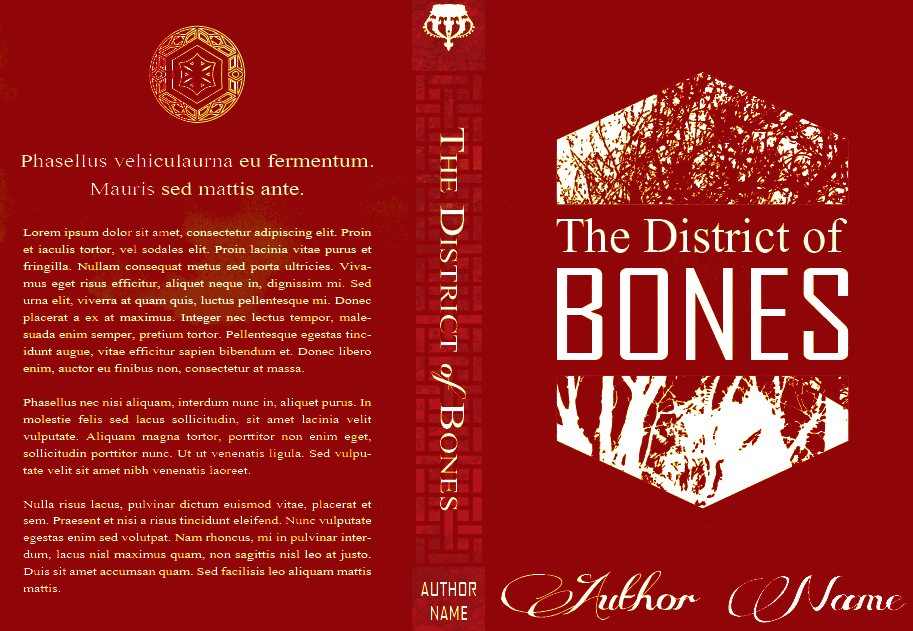 Phasellus vehiculaurna eu fermentum.
Mauris sed mattis ante.
Lorem ipsum dolor sit amet, consectetur adipiscing elit. Proin
et iaculis tortor, vel sodales elit. Proin lacinia vitae purus et
fringilla. Nullam consequat metus sed porta ultricies. Viva-
mus eget risus efficitur, aliquet neque in, dignissim mi. Sed
urna elit, viverra at quam quis, luctus pellentesque mi. Donec
placerat a ex at maximus. Integer nec lectus tempor, male-
suada enim semper, pretium tortor. Pellentesque egestas tinc-
idunt augue, vitae efficitur sapien bibendum et. Donec libero
enim, auctor eu finibus non, consectetur at massa.
Phasellus nec nisi aliquam, interdum nunc in, aliquet purus. In
molestie felis sed lacus sollicitudin, sit amet lacinia velit
vulputate. Aliquam magna tortor, porttitor non enim eget,
sollicitudin porttitor nunc. Ut ut venenatis ligula. Sed vulpu-
tate velit sit amet nibh venenatis laoreet.
Nulla risus lacus, pulvinar dictum euismod vitae, placerat et
sem. Praesent et nisi a risus tincidunt eleifend. Nunc vulputate
egestas enim sed volutpat. Nam rhoncus, mi in pulvinar inter-
dum, lacus nisl maximus quam, non sagittis nisl leo at justo.
Duis sit amet accumsan quam. Sed facilisis leo aliquam mattis
mattis.
The District of Bones
AUTHOR
NAME
The District of
BONES
Author Name